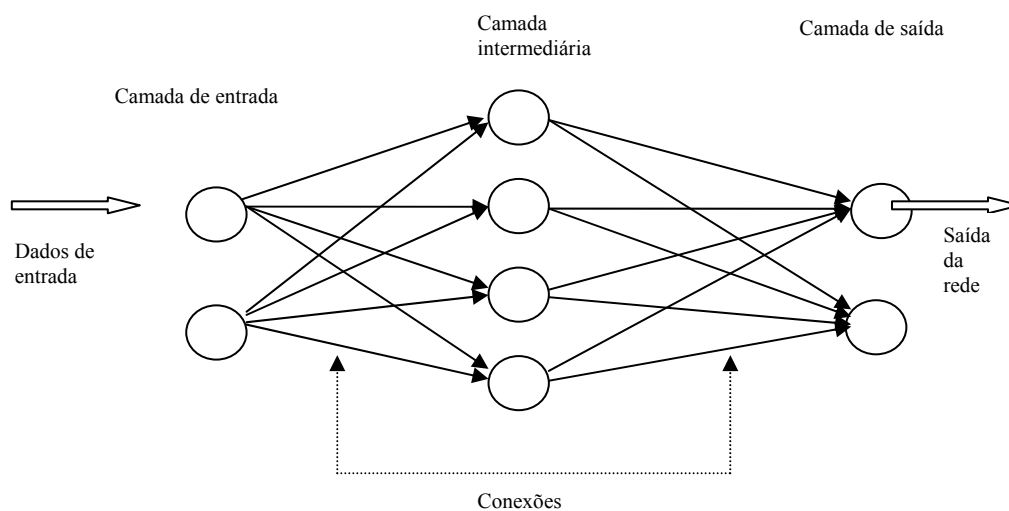 Camada
intermediária
Camada de saída
Camada de entrada
Dados de
entrada
Saída
da
rede
Conexões